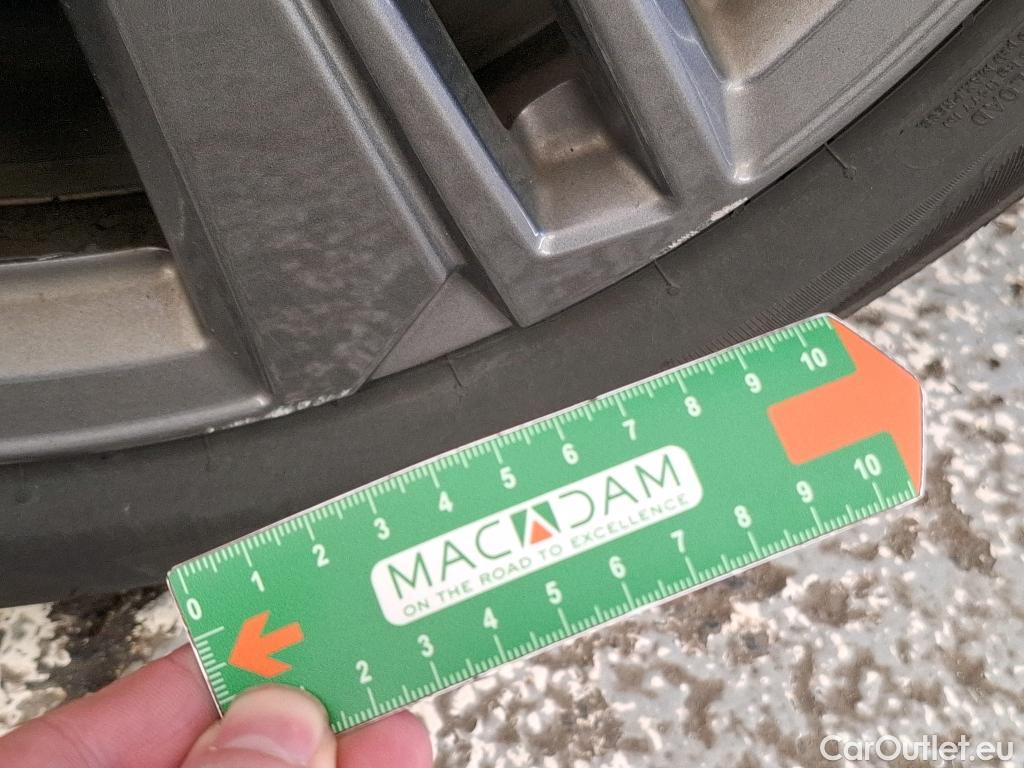 LOAD
0 1 2 3 4 5 6 7 8 9 10
MACADAM
ON THE ROAD TO EXCELLENCE
2 3 4 5 6 7 8 9 10
CarOutlet.eu